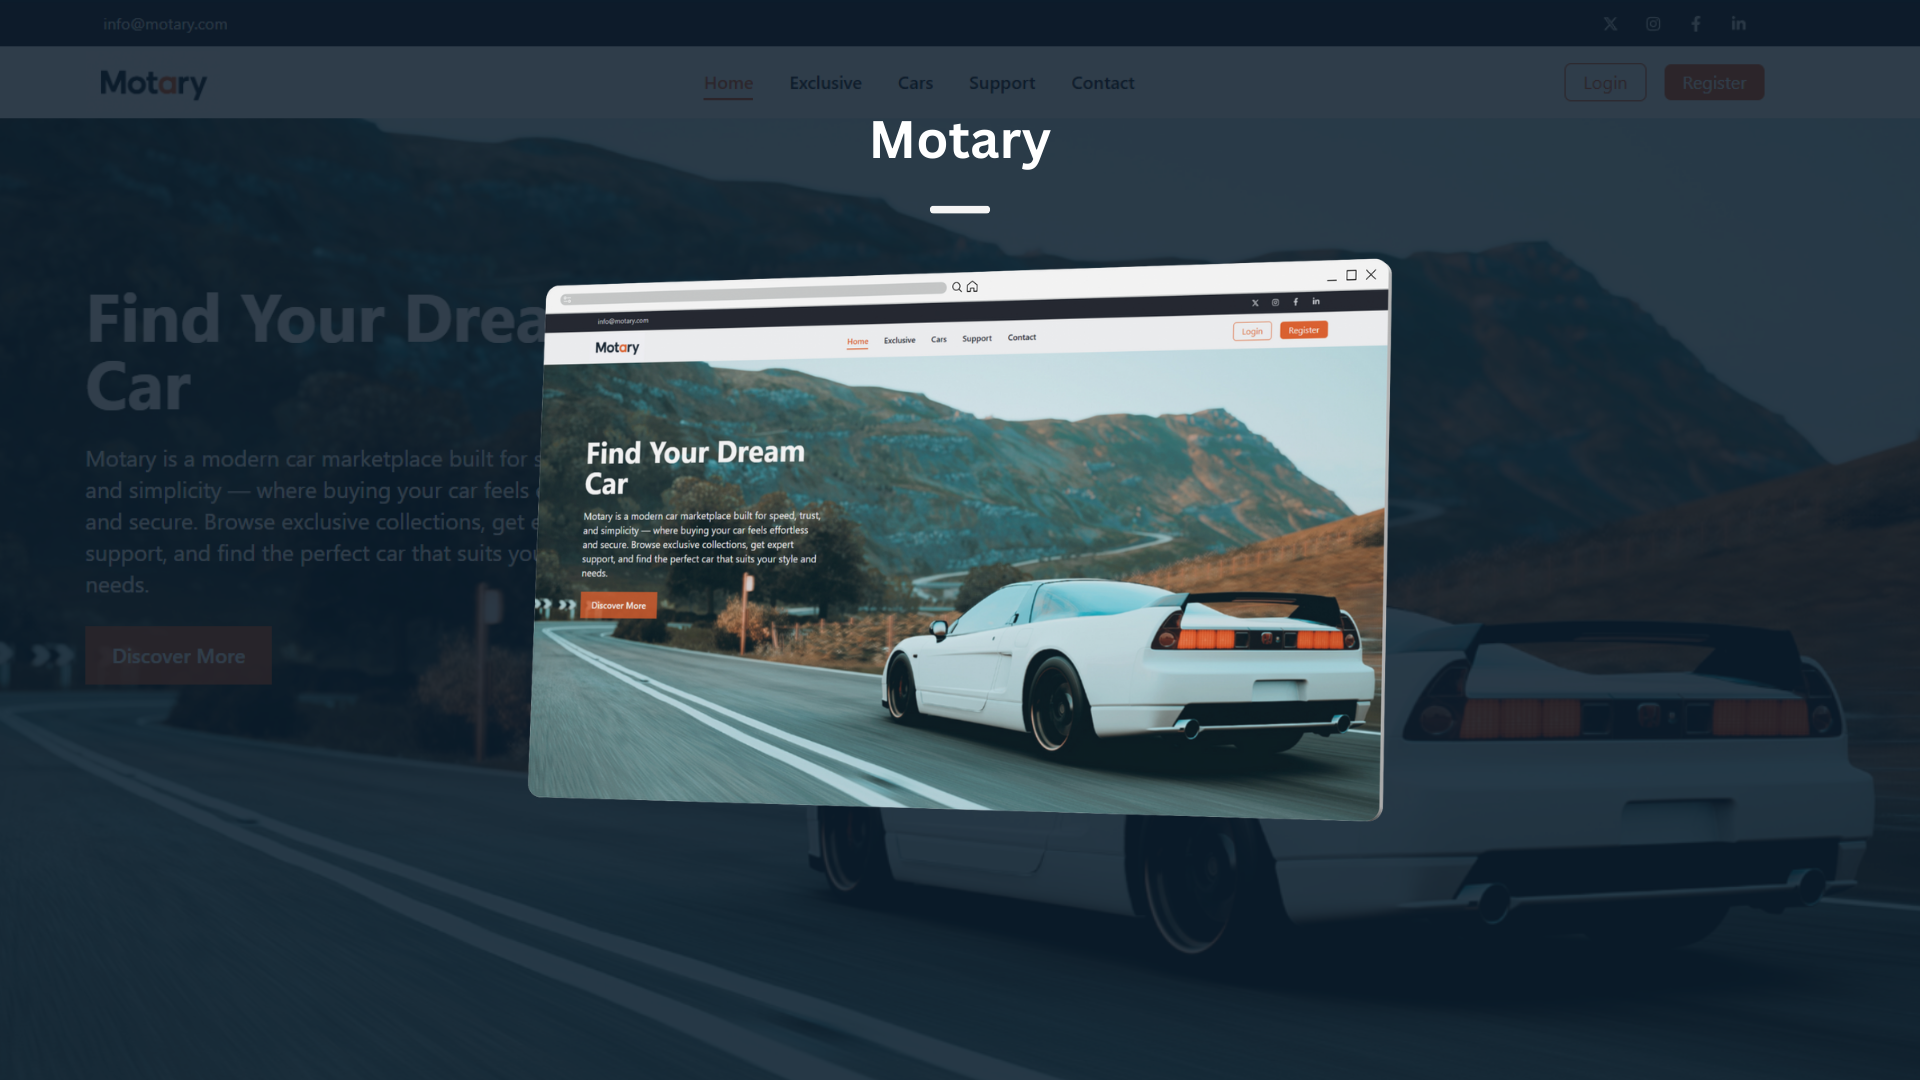 info@motary.com
Motary
Home Exclusive Cars Support Contact
Login Register
Motary
Find Your Drea
Car
Motary is a modern car marketplace built for s
and simplicity — where buying your car feels
and secure. Browse exclusive collections, get e
support, and find the perfect car that suits you
needs.
Discover More
info@motary.com
Motary
Home Exclusive Cars Support Contact
Login Register
Find Your Dream
Car
Motary is a modern car marketplace built for speed, trust,
and simplicity — where buying your car feels effortless
and secure. Browse exclusive collections, get expert
support, and find the perfect car that suits your style and
needs.
Discover More